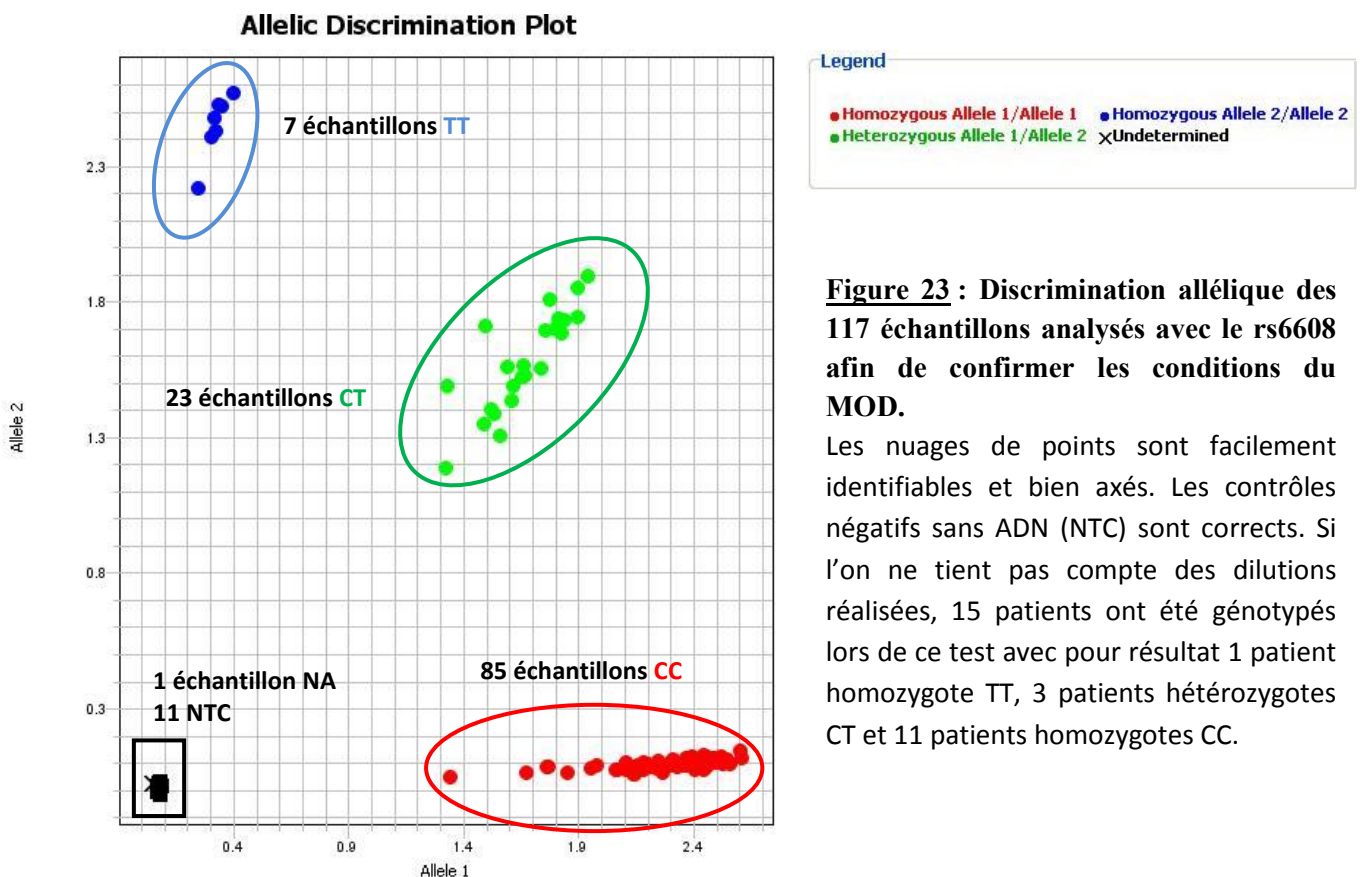 Allelic Discrimination Plot
7 échantillons TT
2.3
1.8
23 échantillons CT
Allele 2
1.3
0.8
1 échantillon NA
11 NTC
85 échantillons CC
0.3
0.4 0.9 1.4 1.9 2.4
Allele 1
Legend
Homozygous Allele 1/Allele 1 Homozygous Allele 2/Allele 2
Heterozygous Allele 1/Allele 2 Undetermined
Figure 23 : Discrimination allélique des
117 échantillons analysés avec le rs6608
afin de confirmer les conditions du
MOD.
Les nuages de points sont facilement
identifiables et bien axés. Les contrôles
négatifs sans ADN (NTC) sont corrects. Si
l’on ne tient pas compte des dilutions
réalisées, 15 patients ont été génotypés
lors de ce test avec pour résultat 1 patient
homozygote TT, 3 patients hétérozygotes
CT et 11 patients homozygotes CC.